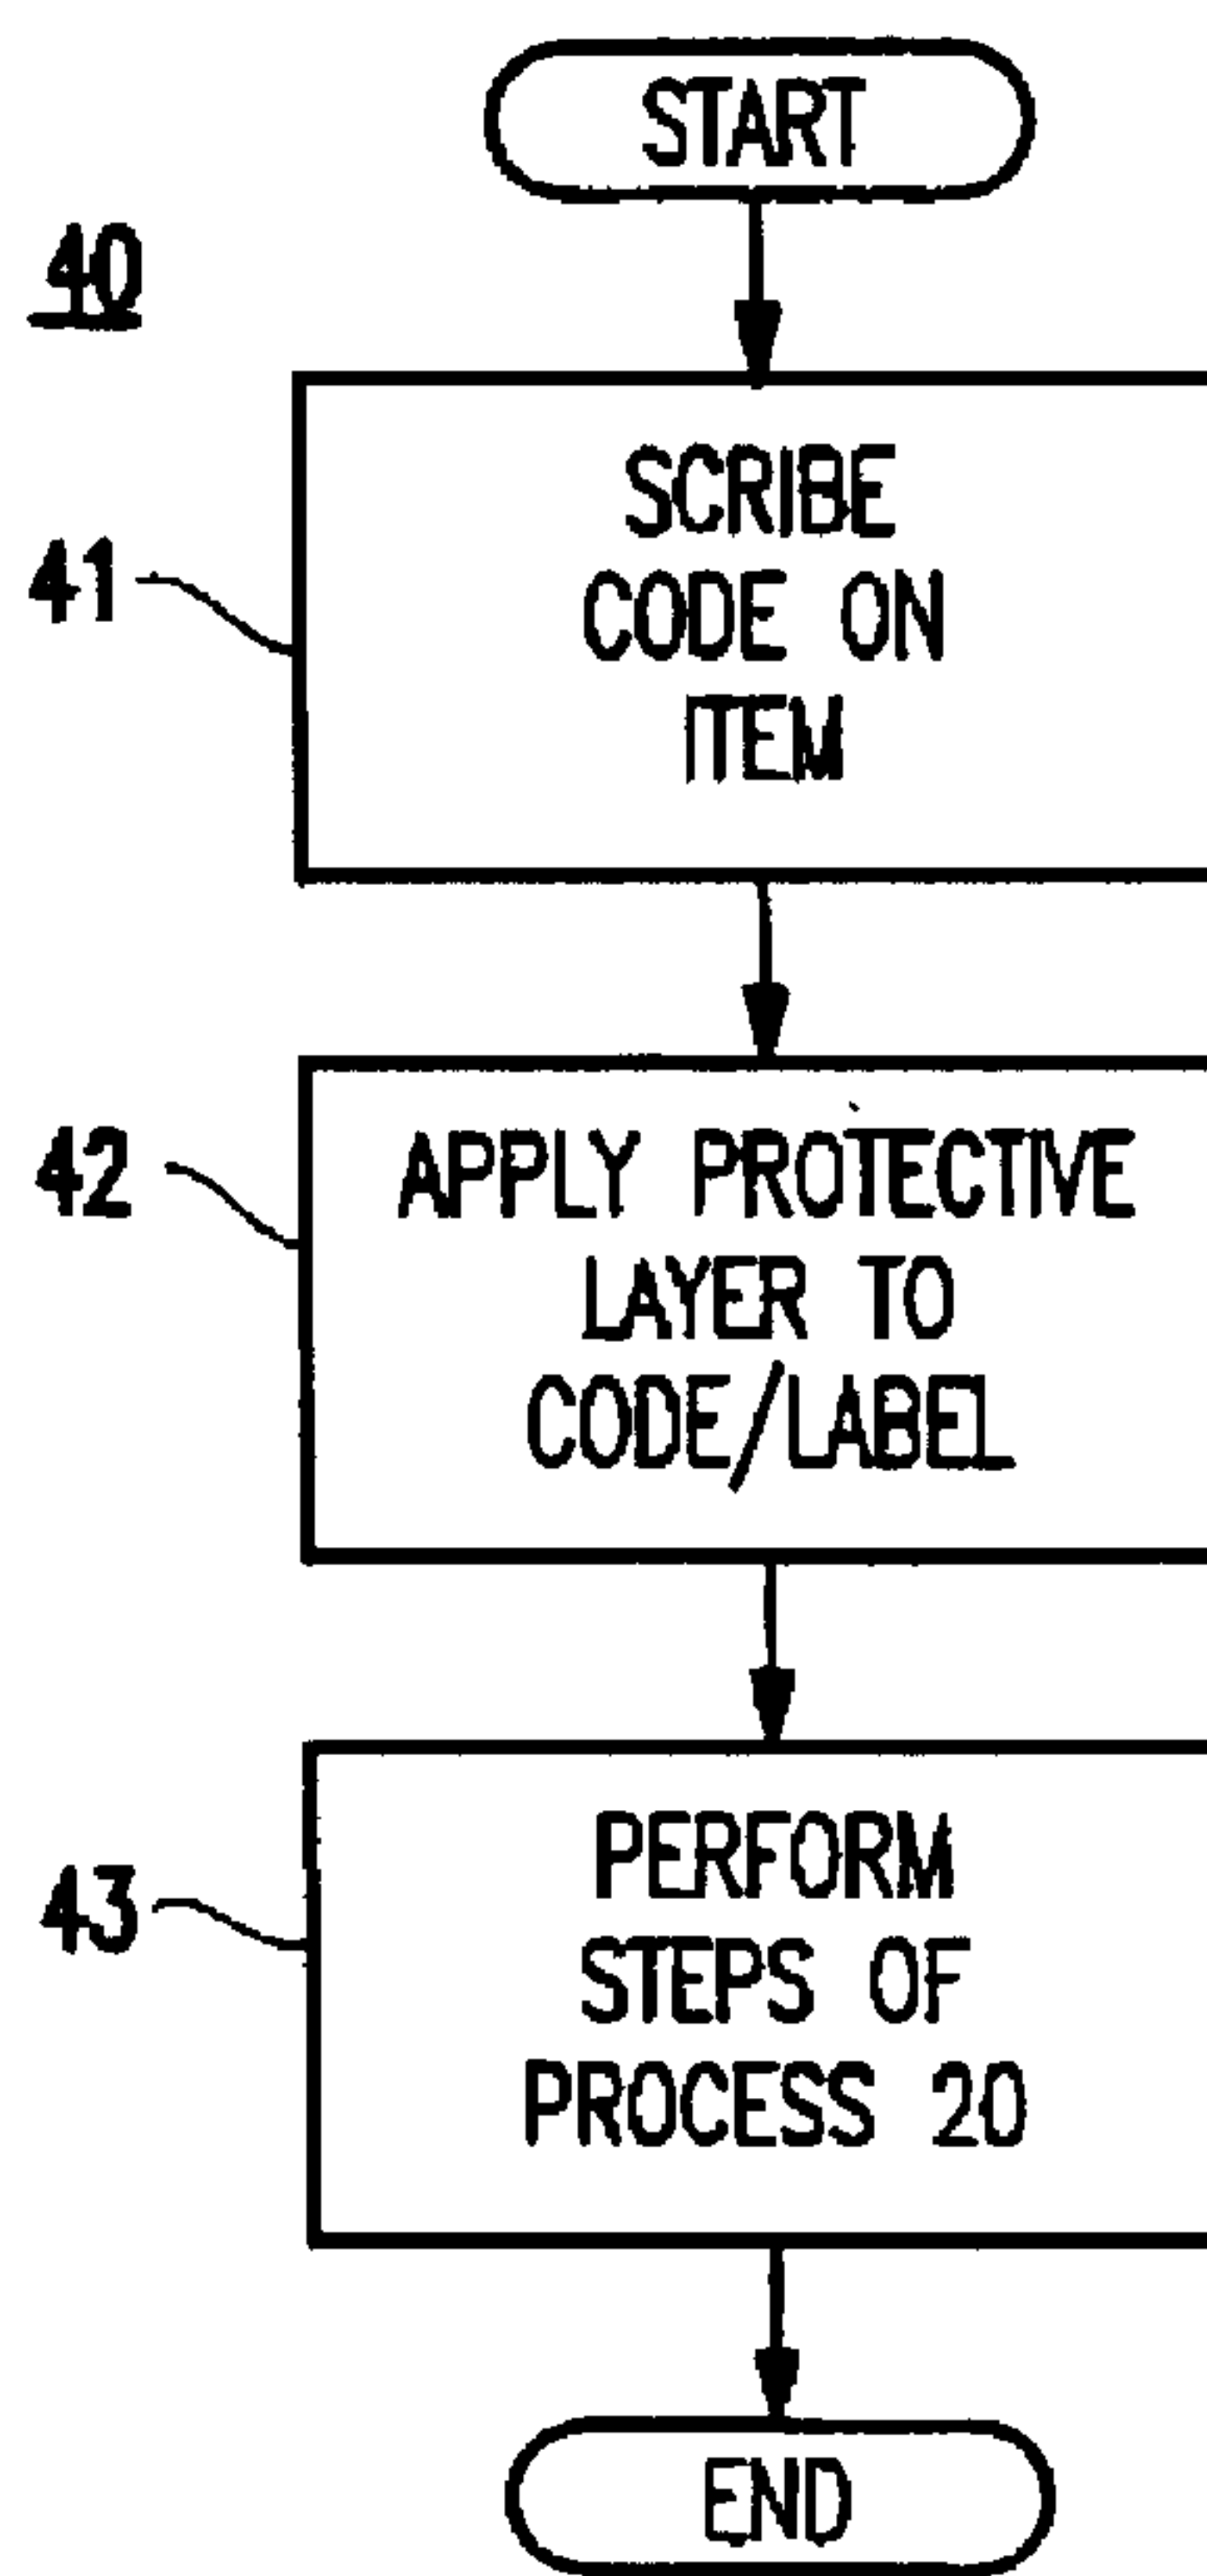 START
40
SCRIBE
CODE ON
ITEM
41
APPLY PROTECTIVE
LAYER TO
CODE/LABEL
42
PERFORM
STEPS OF
PROCESS 20
43
END